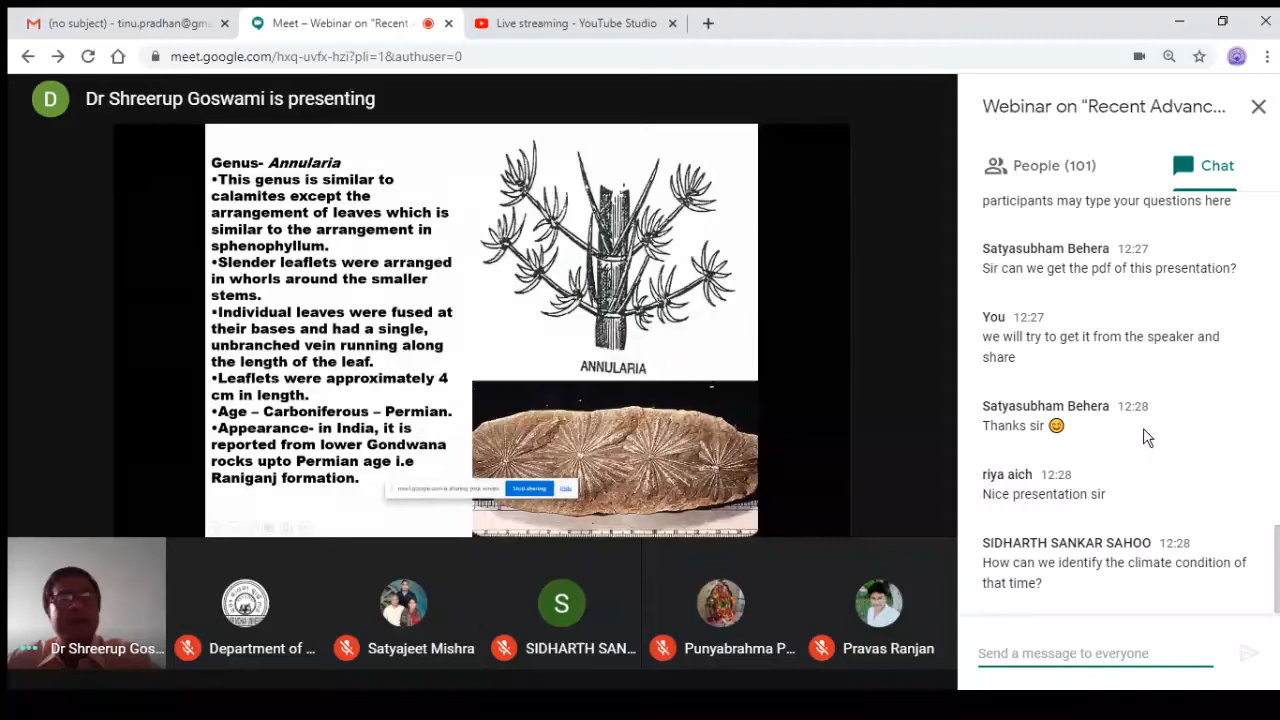 (no subject) - tinu.pradhan@gma
Meet – Webinar on "Recent A
Live streaming - YouTube Studio
meet.google.com/hxq-uvfx-hzi?pli=1&authuser=0
D
Dr Shreerup Goswami is presenting
Webinar on "Recent Advanc...
People (101)
Chat
Genus- Annularia
•This genus is similar to
calamites except the
arrangement of leaves which is
similar to the arrangement in
sphenophyllum.
•Slender leaflets were arranged
in whorls around the smaller
stems.
•Individual leaves were fused at
their bases and had a single,
unbranched vein running along
the length of the leaf.
•Leaflets were approximately 4
cm in length.
•Age – Carboniferous – Permian.
•Appearance- in India, it is
reported from lower Gondwana
rocks upto Permian age i.e
Raniganj formation.
ANNULARIA
Stop sharing
Hide
participants may type your questions here
Satyasubham Behera 12:27
Sir can we get the pdf of this presentation?
You 12:27
we will try to get it from the speaker and
share
Satyasubham Behera 12:28
Thanks sir 😊
riya aich 12:28
Nice presentation sir
SIDHARTH SANKAR SAHOO 12:28
How can we identify the climate condition of
that time?
Send a message to everyone
S
Dr Shreerup Gos...
Department of ...
Satyajeet Mishra
SIDHARTH SAN...
Punyabrahma P...
Pravas Ranjan